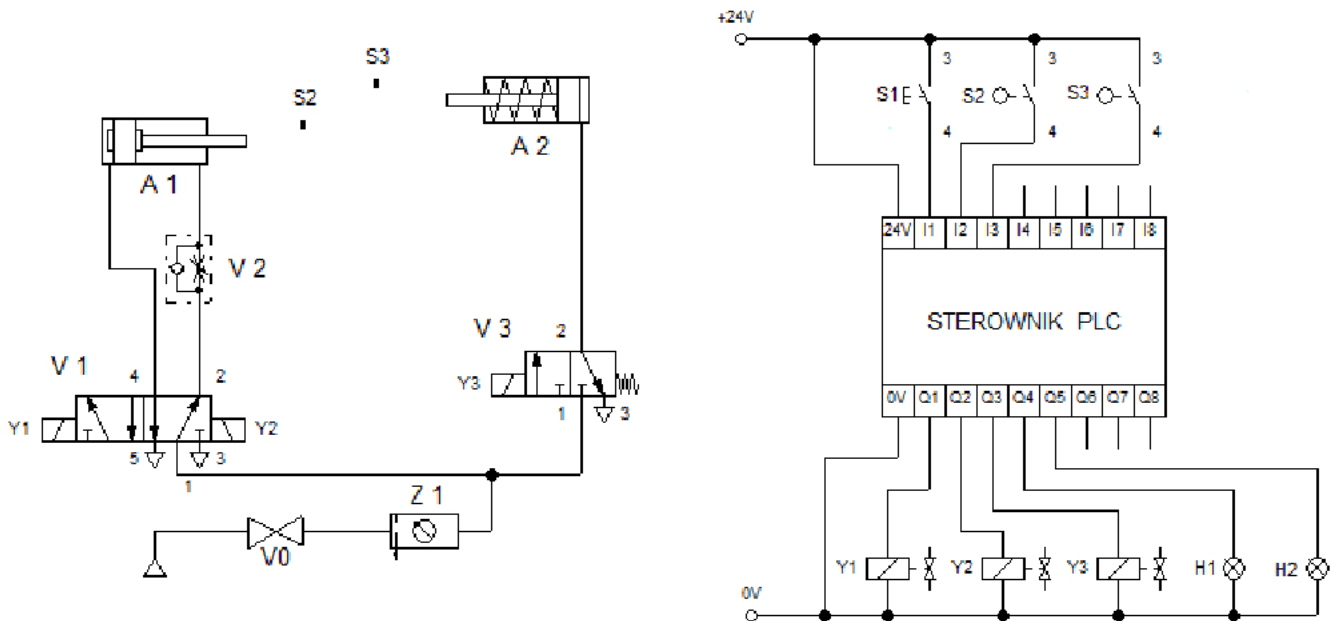 S3
S2
A 1
A 2
V 2
V 3
2
Y3
1
3
V 1
4
2
Y1
Y2
5
3
1
Z 1
V0
+24V
3
3
3
S1
S2
S3
4
4
4
24V I1 I2 I3 I4 I5 I6 I7 I8
STEROWNIK PLC
0V Q1 Q2 Q3 Q4 Q5 Q6 Q7 Q8
Y1
Y2
Y3
H1
H2
0V